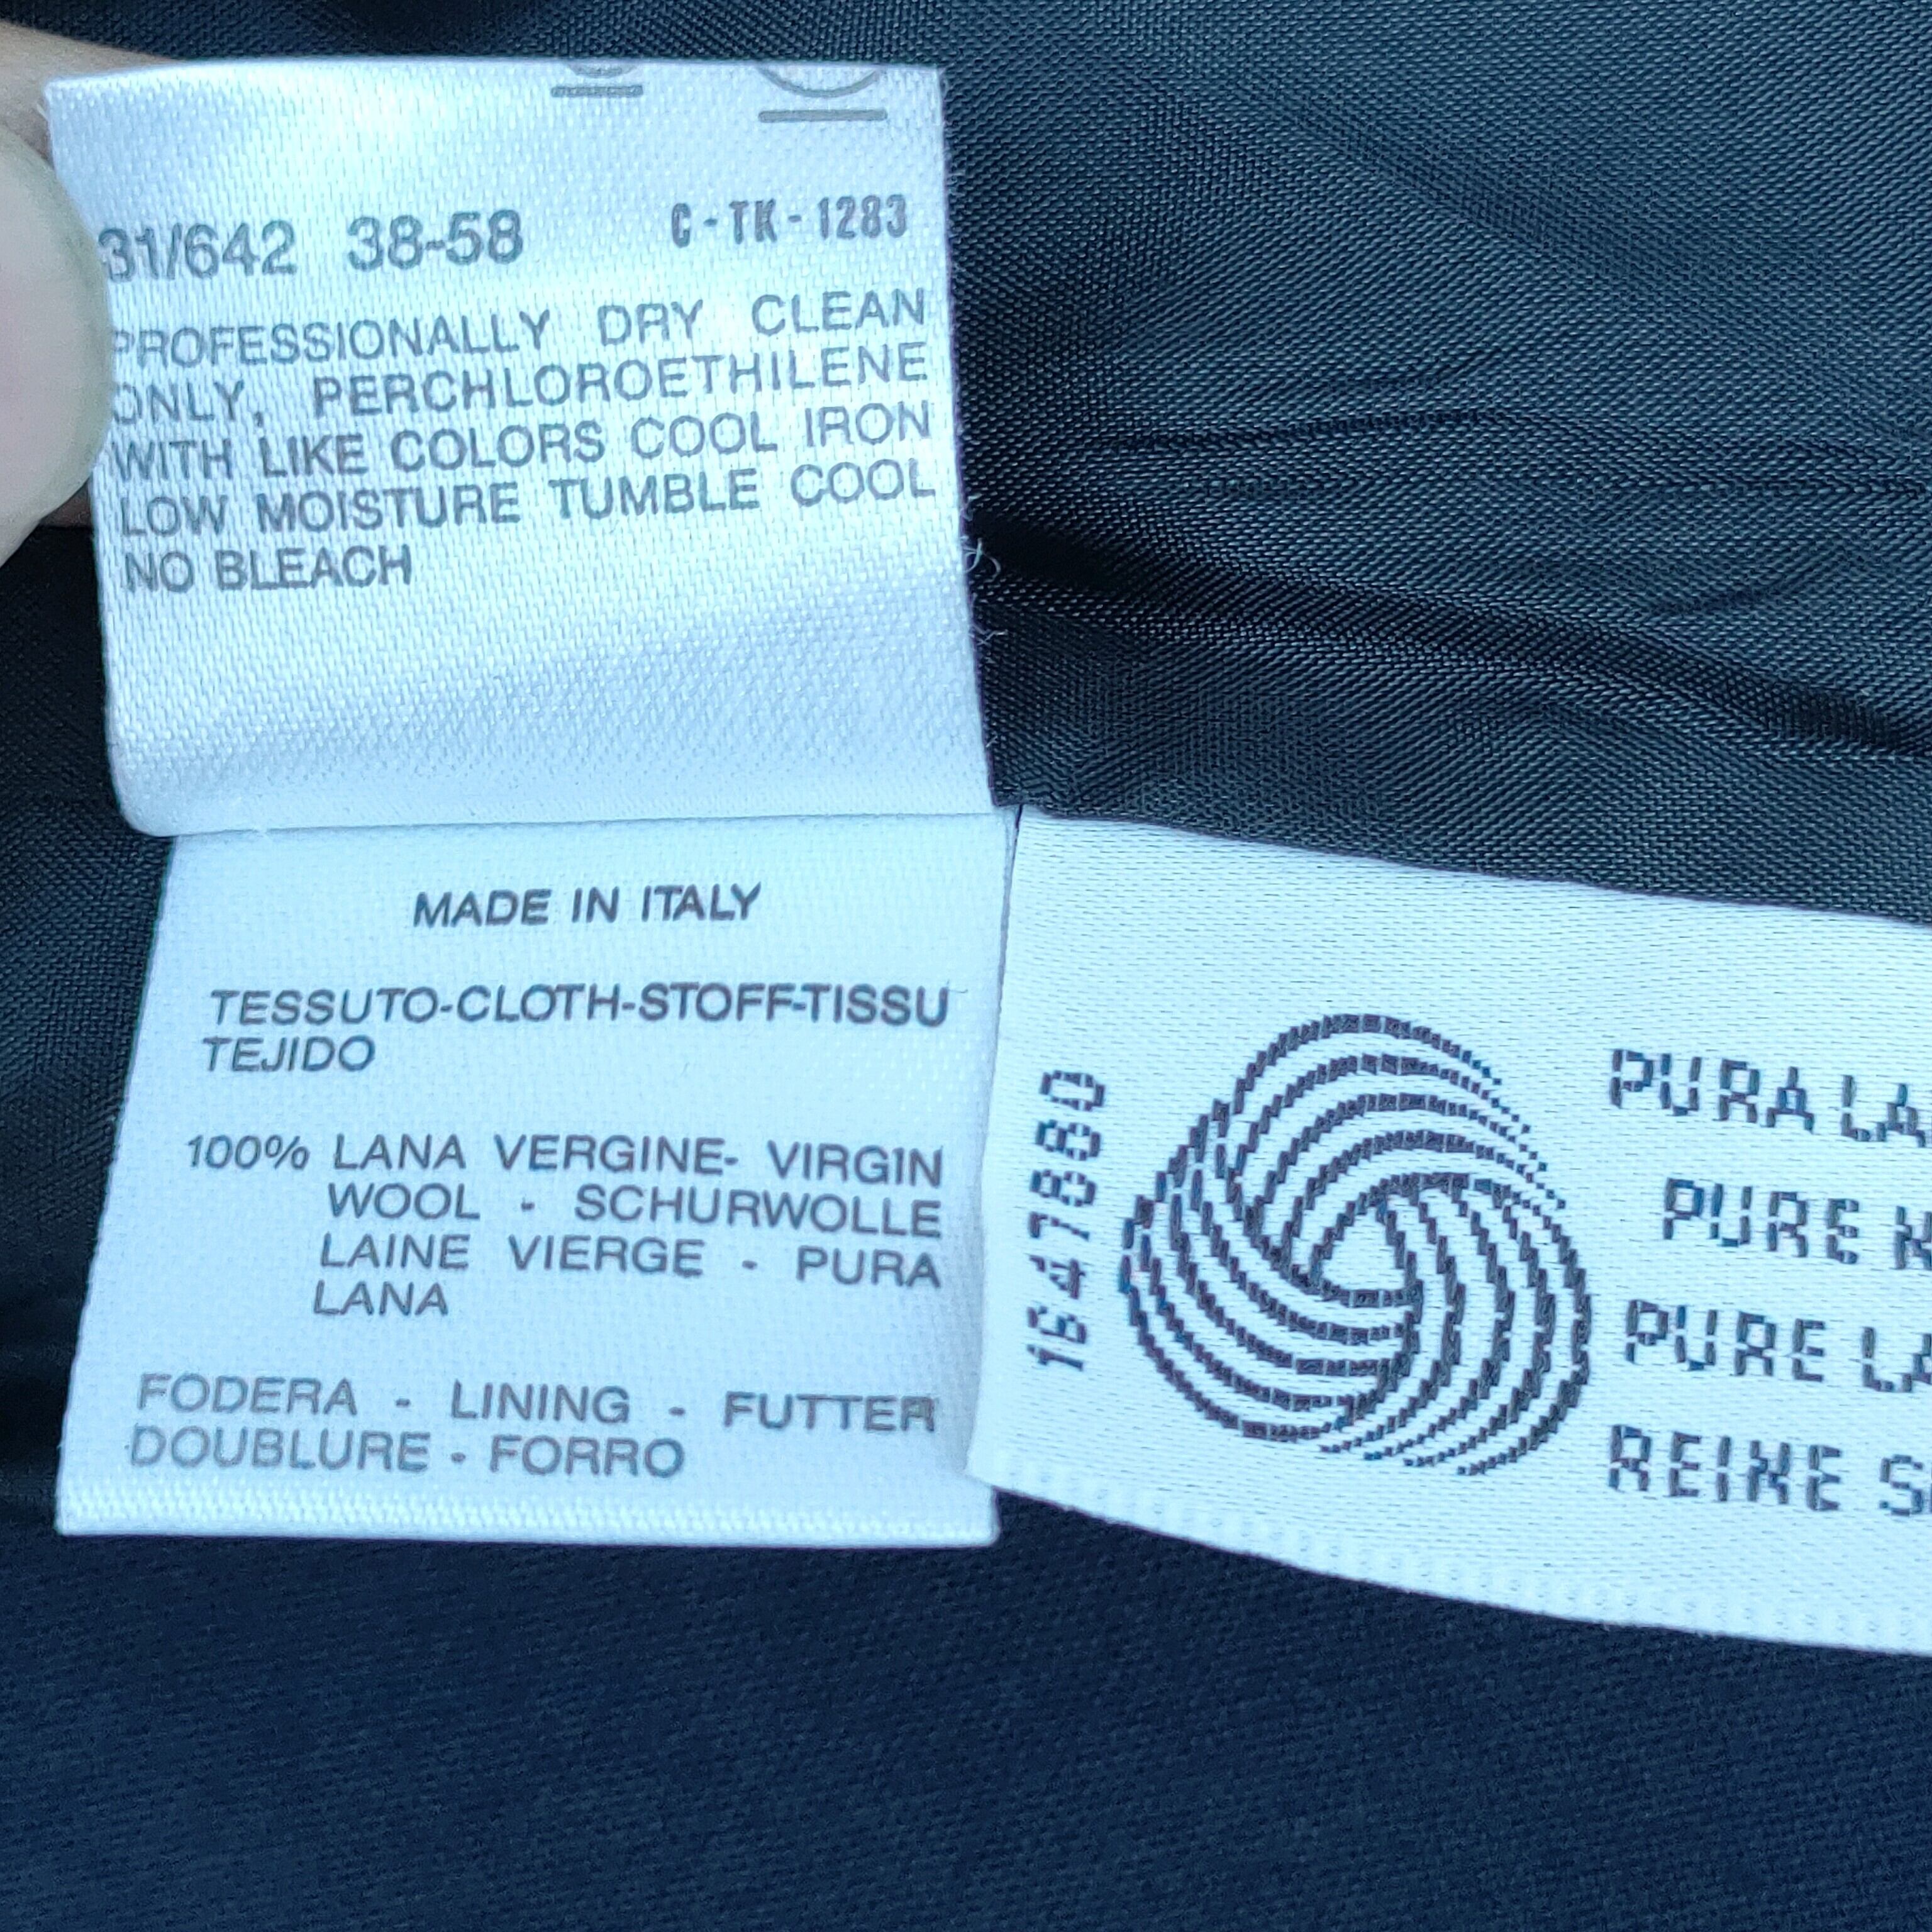 31/642 38-58 C-TK-1283
PROFESSIONALLY DRY CLEAN
ONLY, PERCHLOROETHILENE
WITH LIKE COLORS COOL IRON
LOW MOISTURE TUMBLE COOL
NO BLEACH
MADE IN ITALY
TESSUTO-CLOTH-STOFF-TISSU
TEJIDO
100% LANA VERGINE- VIRGIN
WOOL - SCHURWOLLE
LAINE VIERGE - PURA
LANA
FODERA - LINING - FUTTER
DOUBLURE - FORRO
1647880
PURA LA
PURE
PURE LA
REINE S